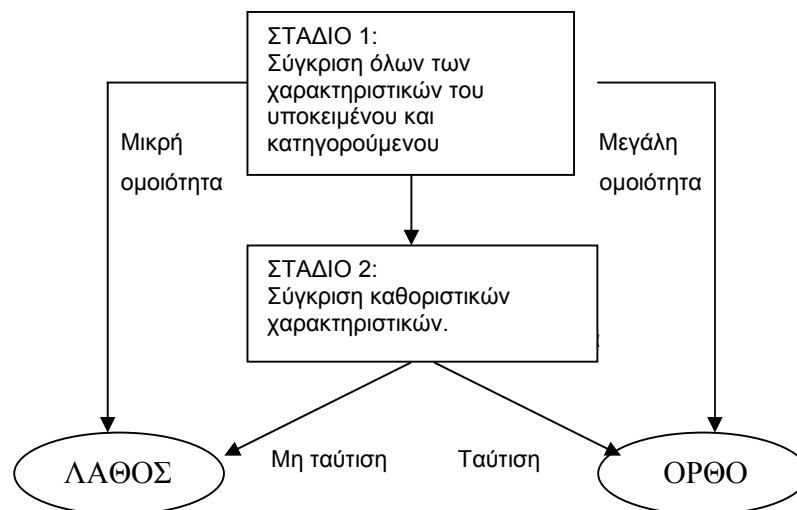 ΣΤΑΔΙΟ 1:
Σύγκριση όλων των
χαρακτηριστικών του
υποκειμένου και
κατηγορούμενου
Μικρή
ομοιότητα
Μεγάλη
ομοιότητα
ΣΤΑΔΙΟ 2:
Σύγκριση καθοριστικών
χαρακτηριστικών.
Μη ταύτιση
Ταύτιση
ΛΑΘΟΣ
ΟΡΘΟ